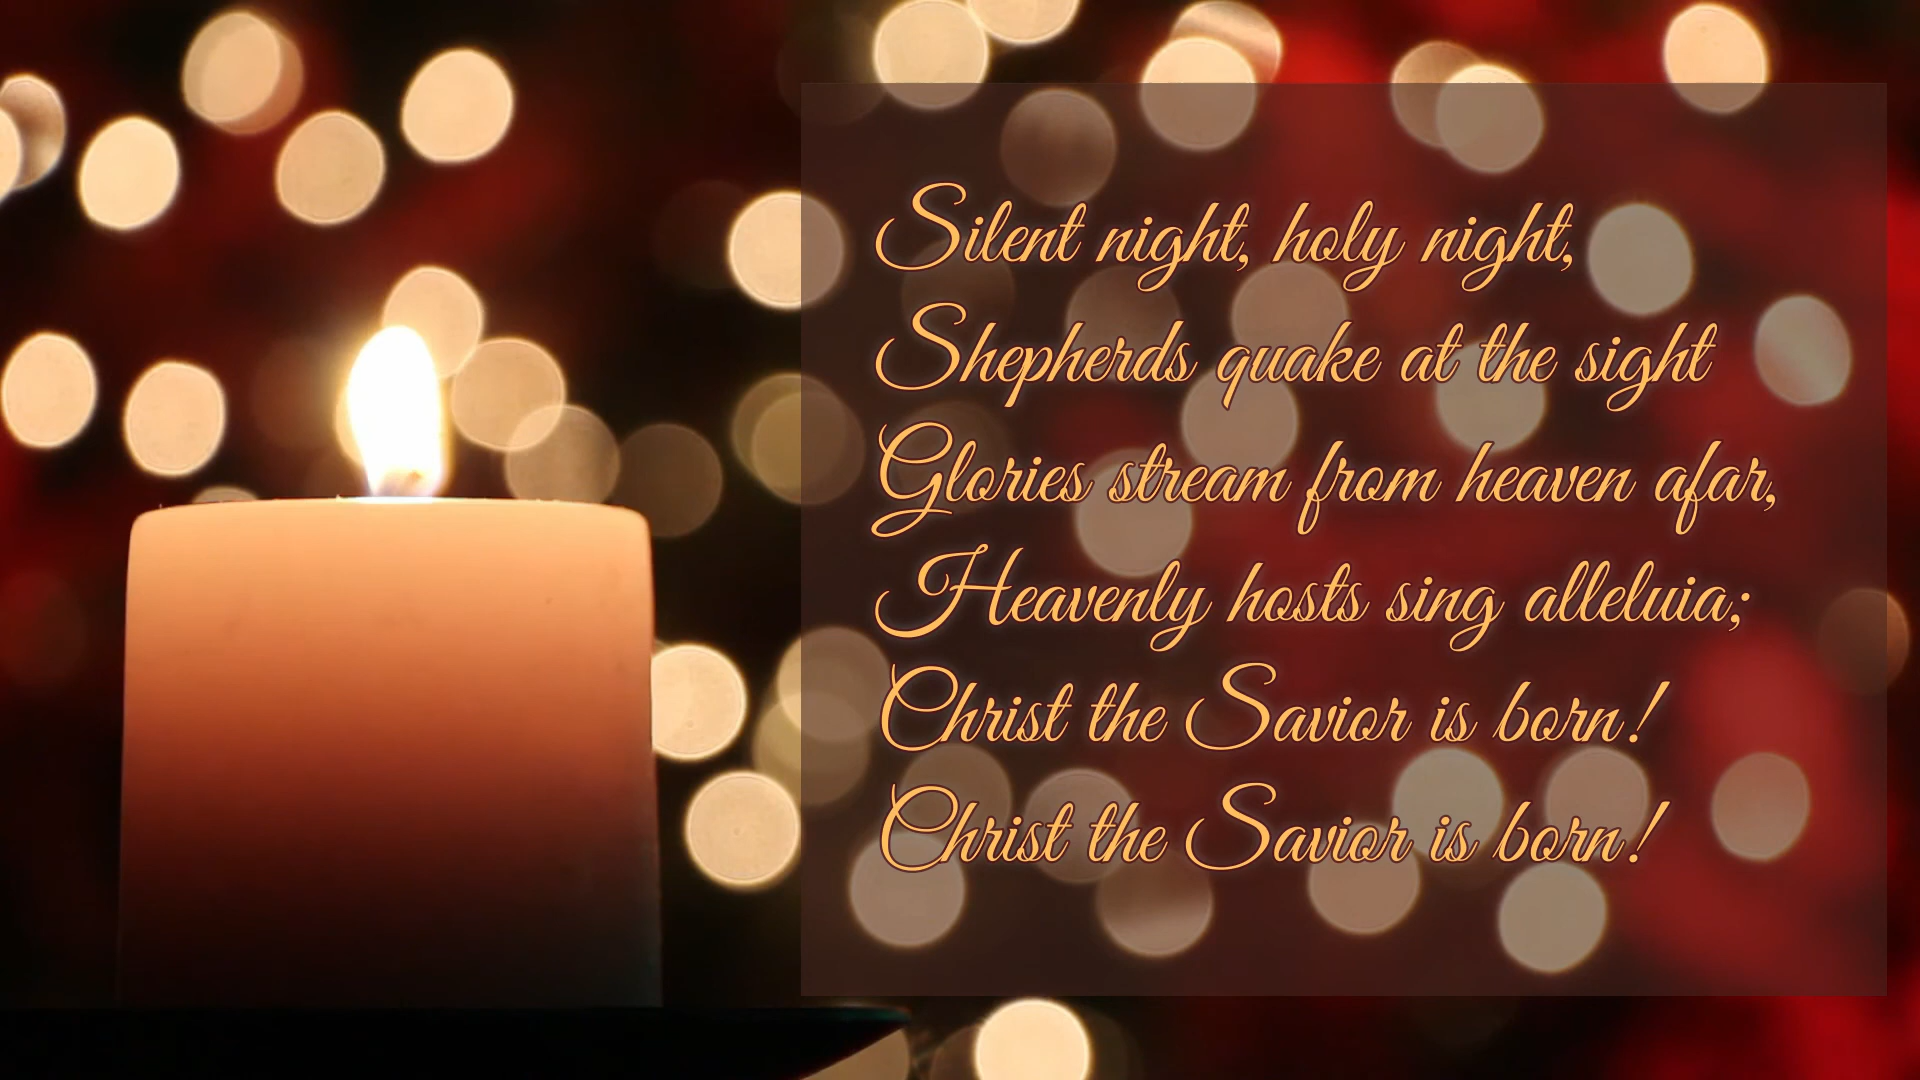 Silent night, holy night,
Shepherds quake at the sight
Glories stream from heaven afar,
Heavenly hosts sing alleluia;
Christ the Savior is born!
Christ the Savior is born!